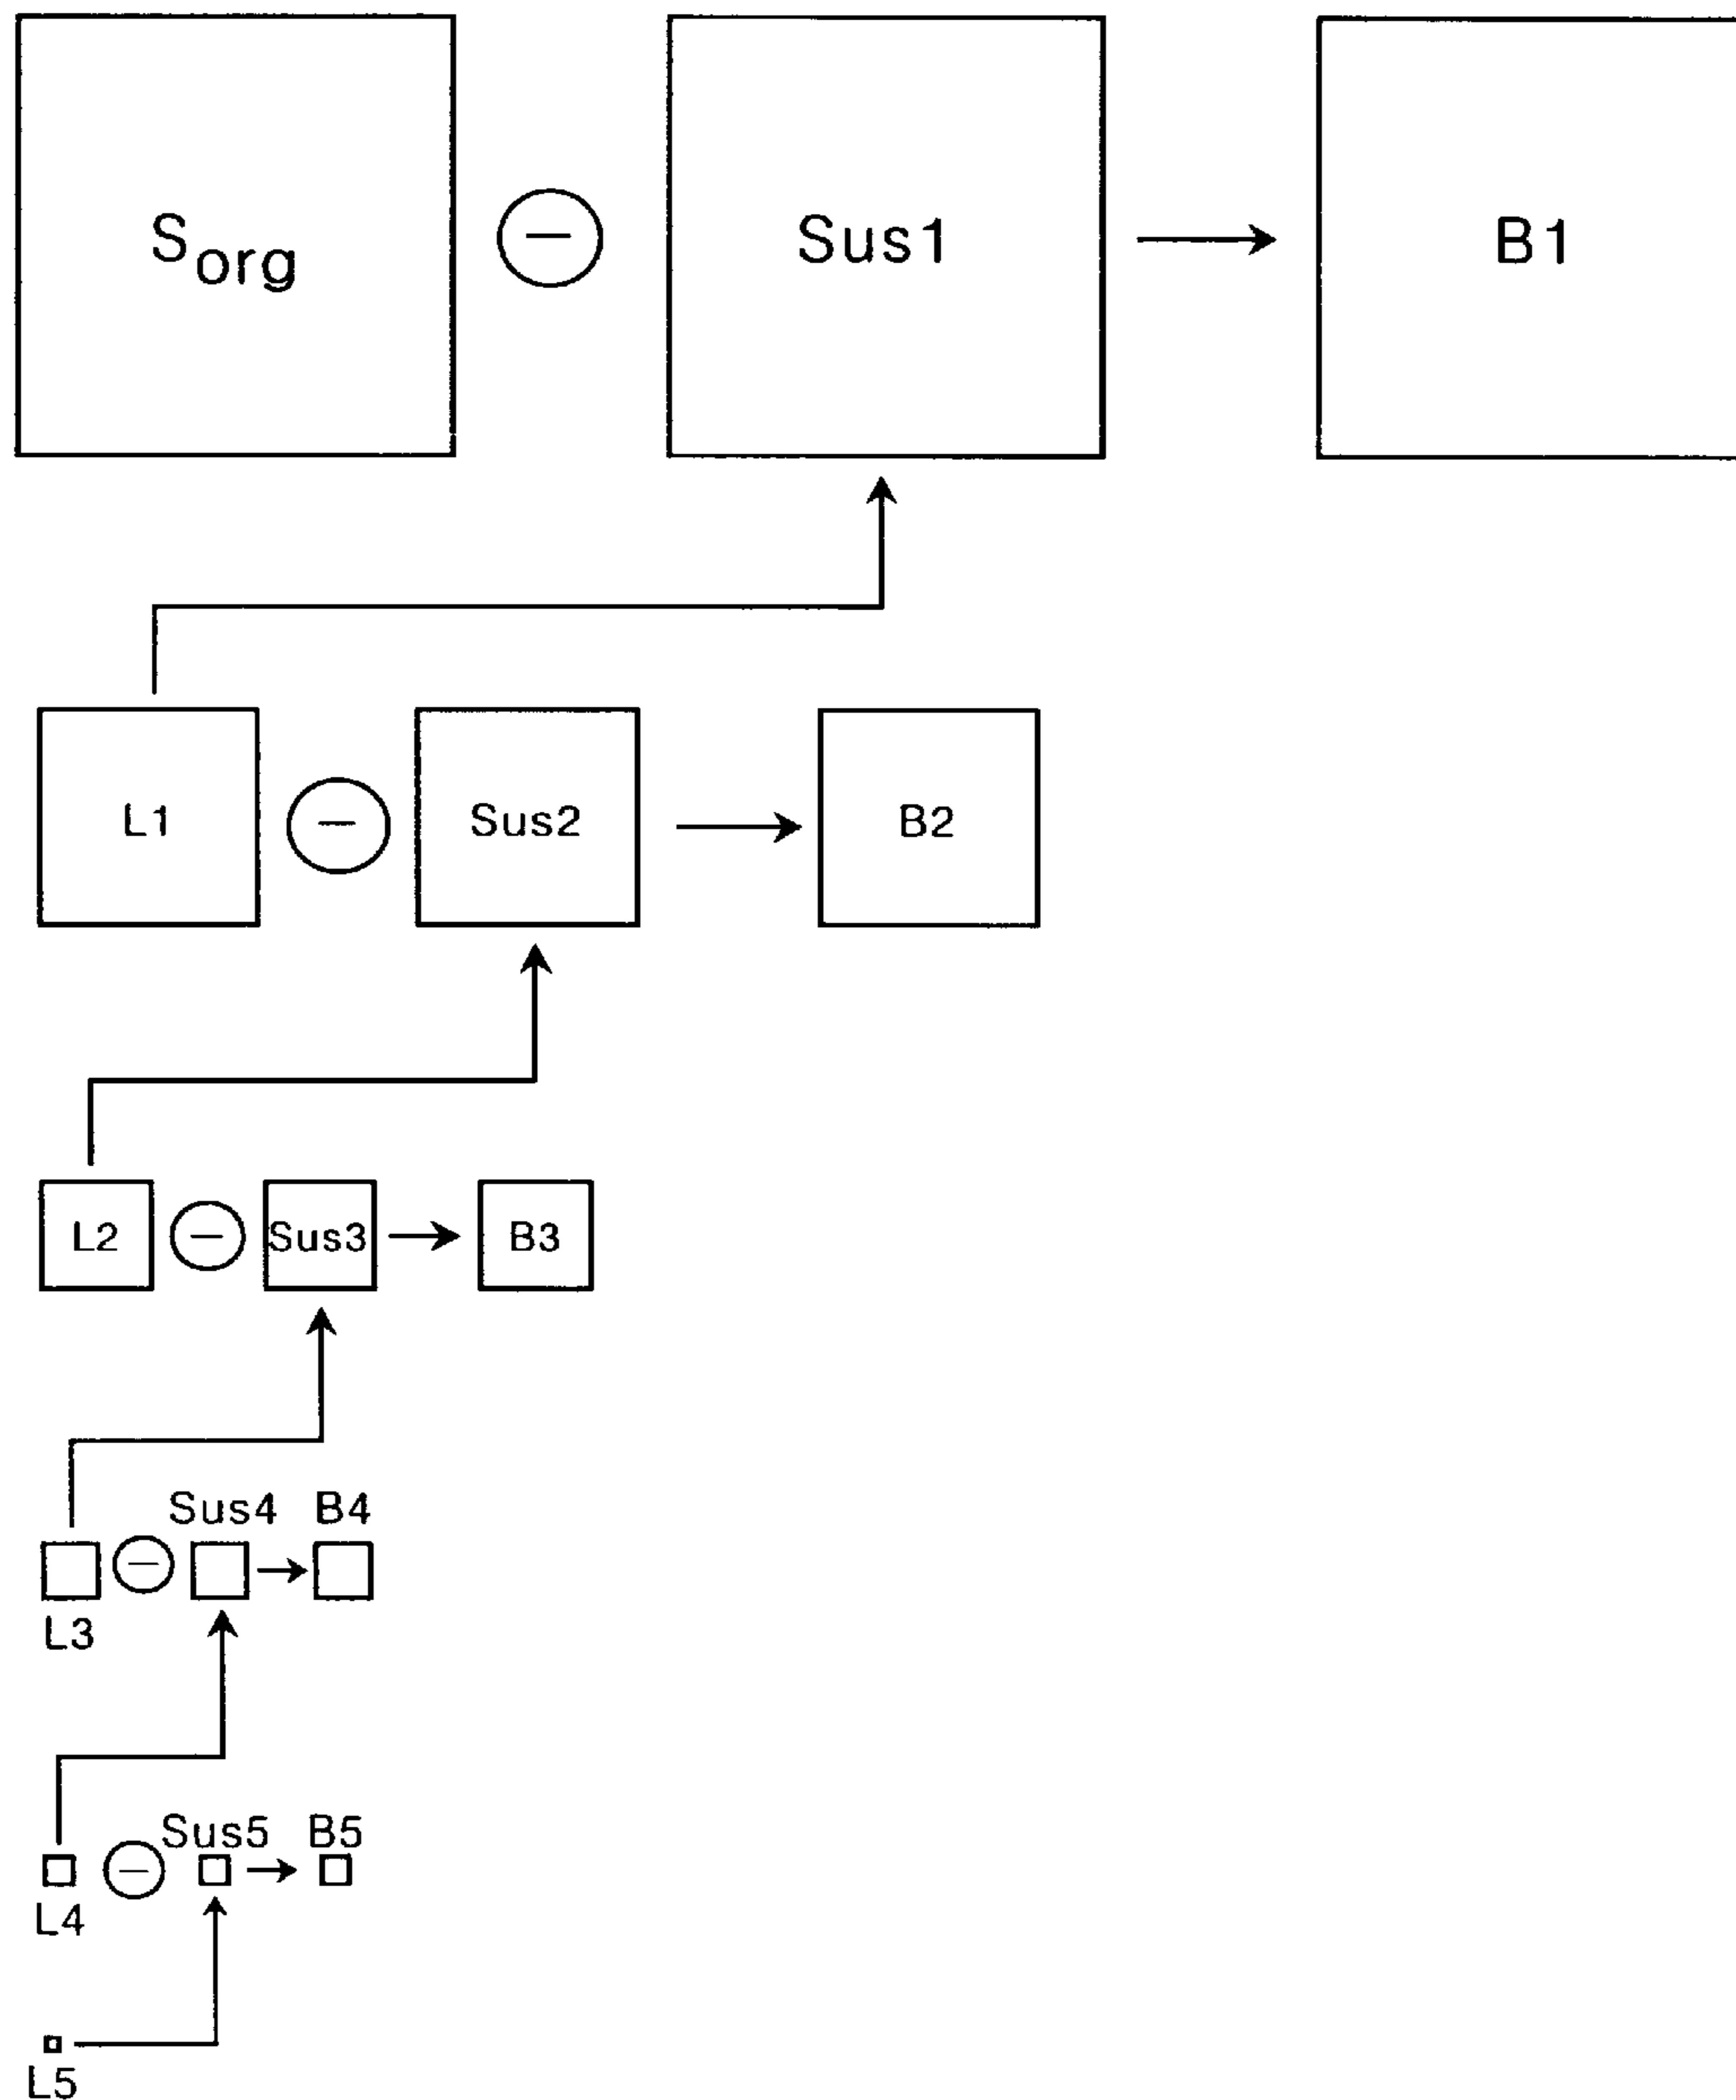 Sorg − Sus1 → B1
L1 − Sus2 → B2
L2 − Sus3 → B3
Sus4 B4
− →
L3
Sus5 B5
− →
L4
L5